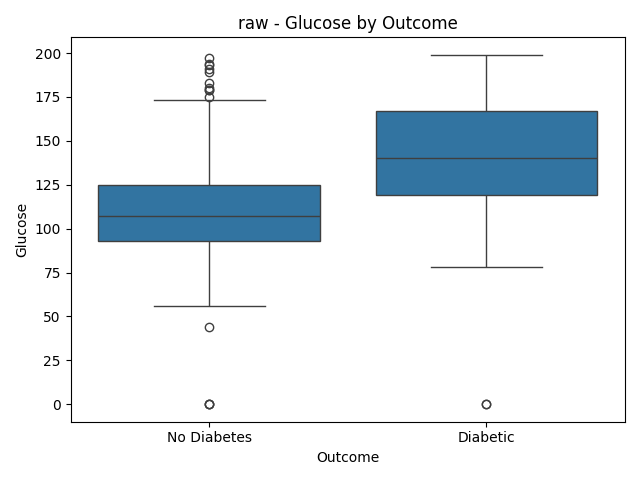 raw - Glucose by Outcome
Glucose
200
175
150
125
100
75
50
25
0
No Diabetes
Diabetic
Outcome